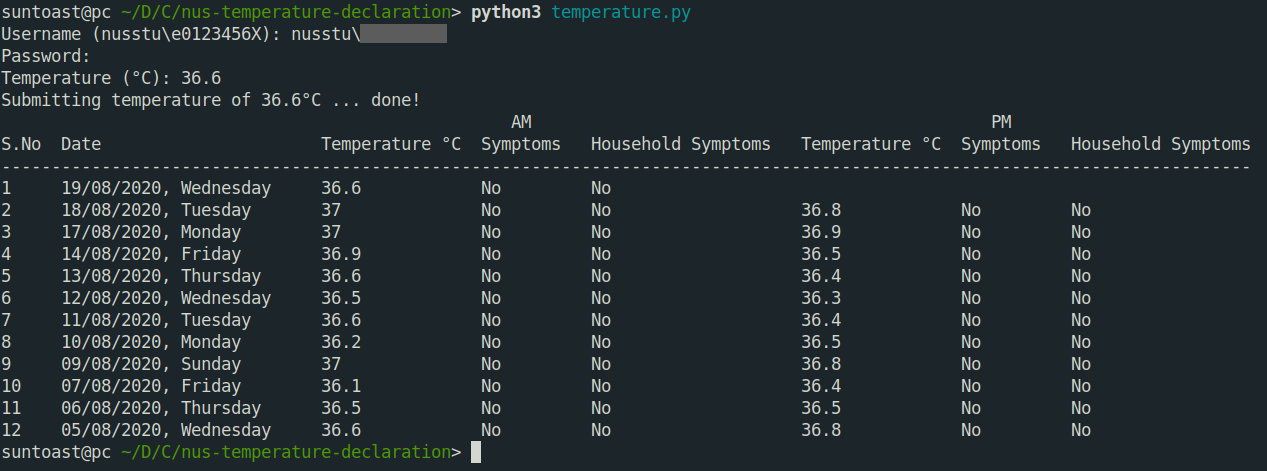 suntoast@pc ~/D/C/nus-temperature-declaration> python3 temperature.py
Username (nusstu\e0123456X): nusstu\
Password:
Temperature (°C): 36.6
Submitting temperature of 36.6°C ... done!
AM PM
S.No Date Temperature °C Symptoms Household Symptoms Temperature °C Symptoms Household Symptoms
-----------------------------------------------------------------------------------------------------------------------------
1 19/08/2020, Wednesday 36.6 No No
2 18/08/2020, Tuesday 37 No No 36.8 No No
3 17/08/2020, Monday 37 No No 36.9 No No
4 14/08/2020, Friday 36.9 No No 36.5 No No
5 13/08/2020, Thursday 36.6 No No 36.4 No No
6 12/08/2020, Wednesday 36.5 No No 36.3 No No
7 11/08/2020, Tuesday 36.6 No No 36.4 No No
8 10/08/2020, Monday 36.2 No No 36.5 No No
9 09/08/2020, Sunday 37 No No 36.8 No No
10 07/08/2020, Friday 36.1 No No 36.4 No No
11 06/08/2020, Thursday 36.5 No No 36.5 No No
12 05/08/2020, Wednesday 36.6 No No 36.8 No No
suntoast@pc ~/D/C/nus-temperature-declaration>